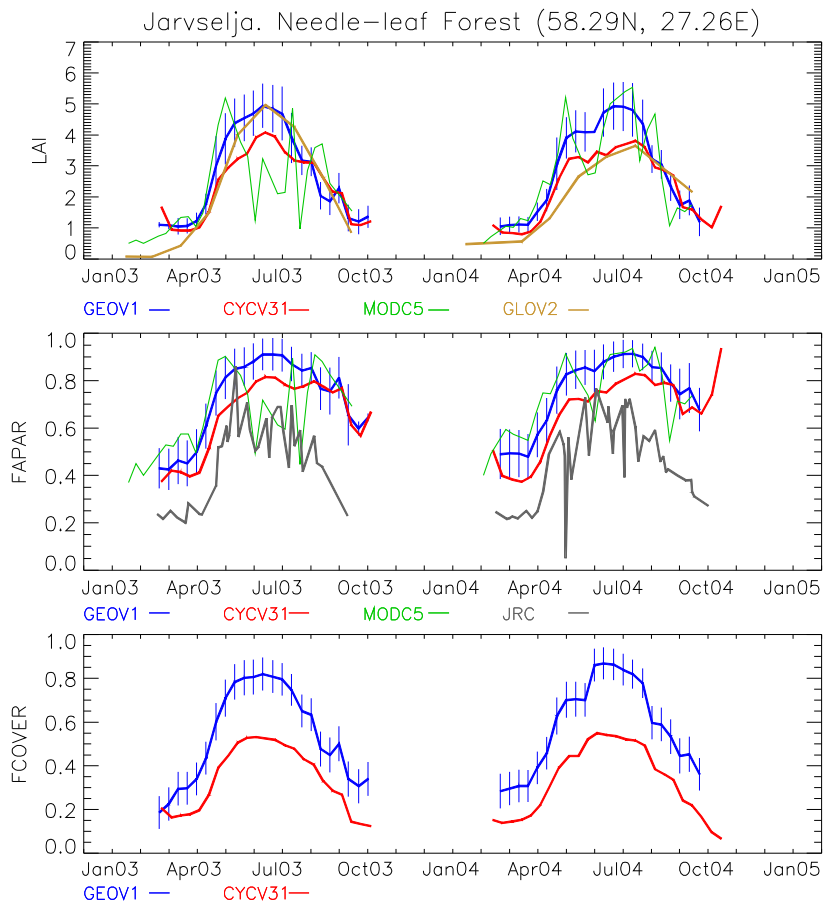 Jarvselja. Needle-leaf Forest (58.29N, 27.26E)
7
6
5
4
3
2
1
0
LAI
Jan03 Apr03 Jul03 Oct03 Jan04 Apr04 Jul04 Oct04 Jan05
GEOV1 CYCV31 MODC5 GLOV2
1.0
0.8
0.6
0.4
0.2
0.0
FAPAR
Jan03 Apr03 Jul03 Oct03 Jan04 Apr04 Jul04 Oct04 Jan05
GEOV1 CYCV31 MODC5 JRC
1.0
0.8
0.6
0.4
0.2
0.0
FCOVER
Jan03 Apr03 Jul03 Oct03 Jan04 Apr04 Jul04 Oct04 Jan05
GEOV1 CYCV31